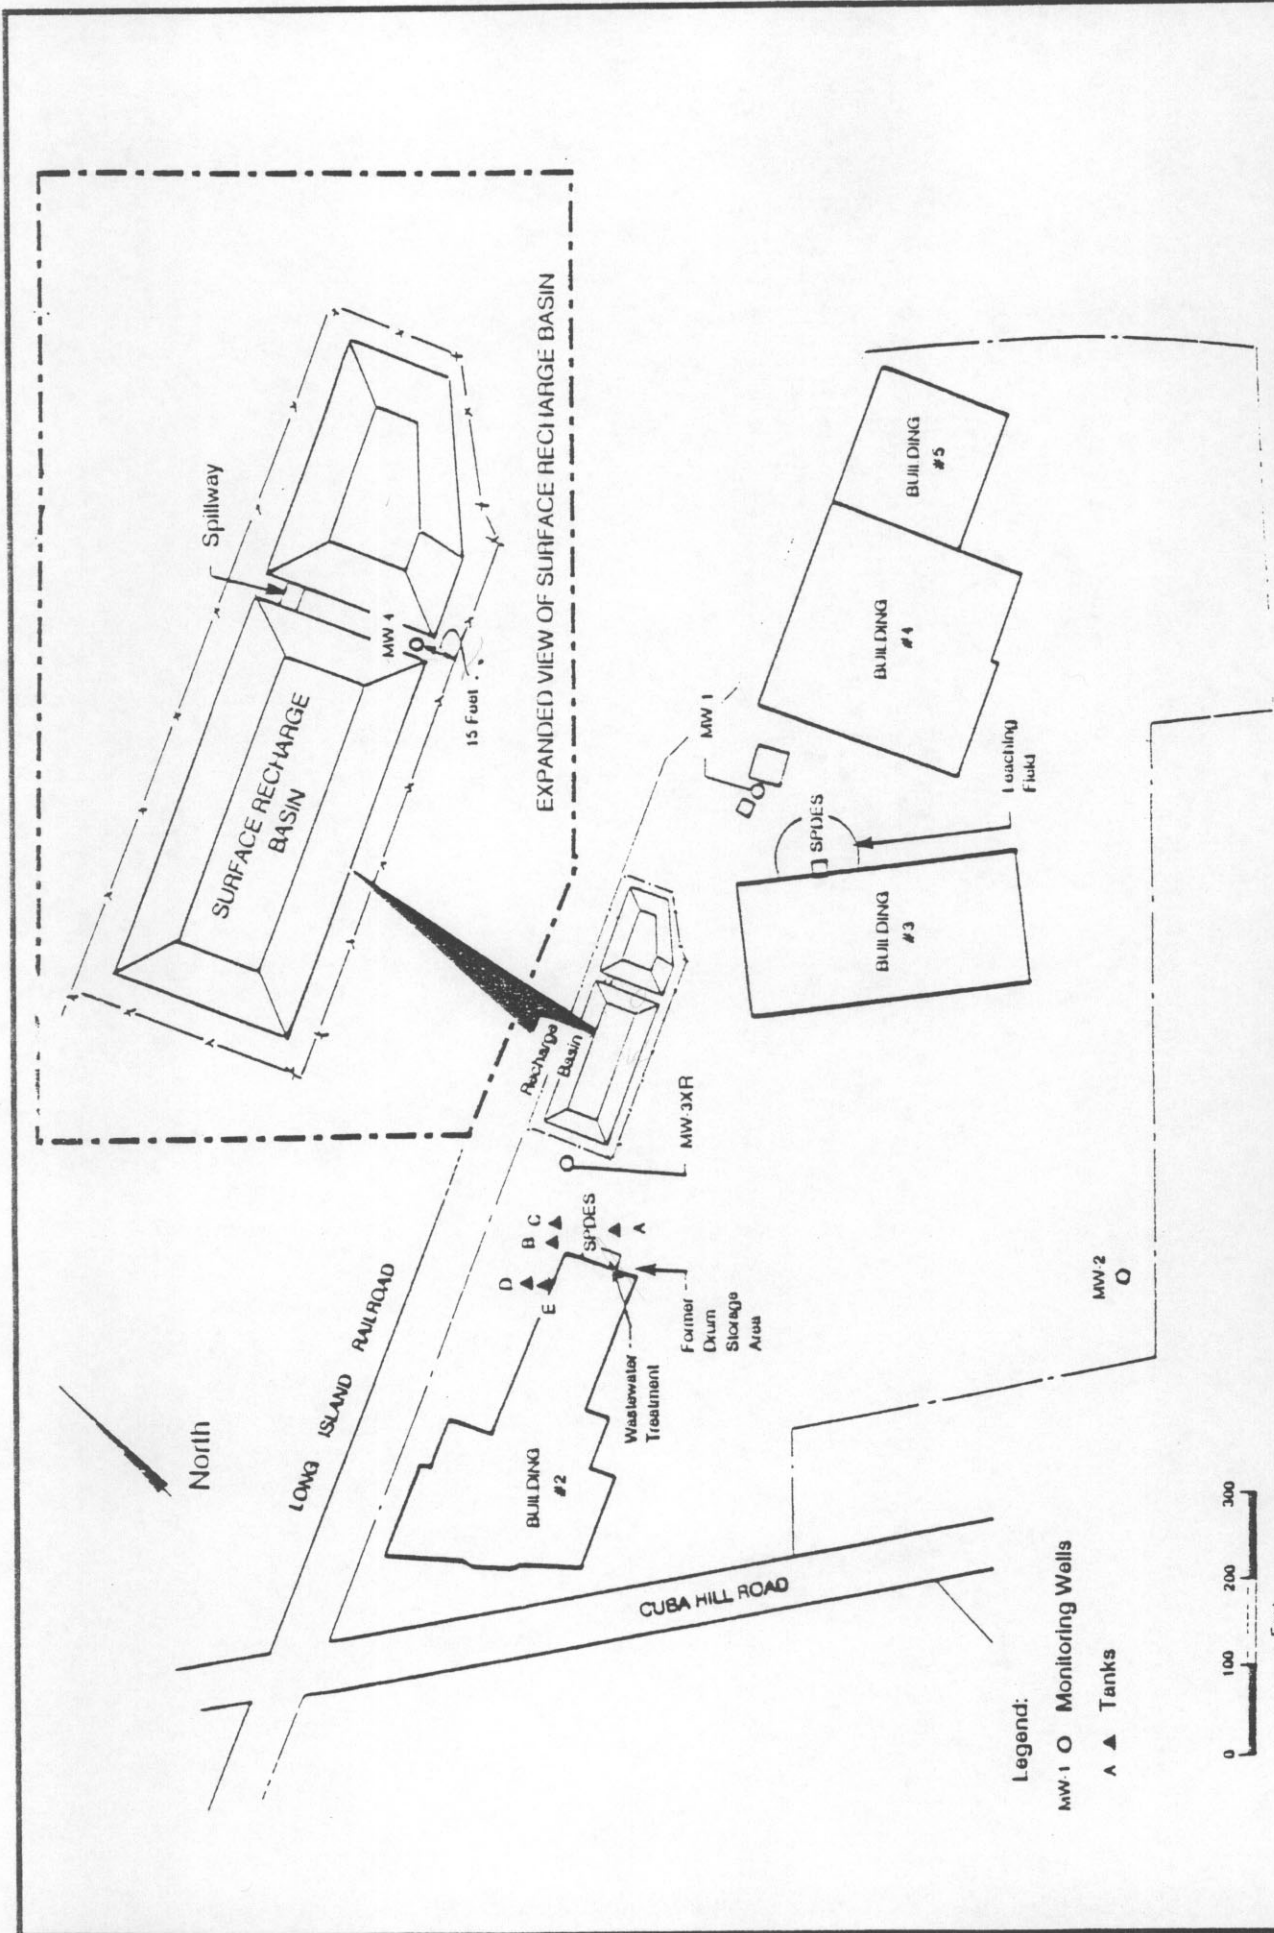 Spillway
MW 4
SURFACE RECHARGE
BASIN
15 Feet
EXPANDED VIEW OF SURFACE RECHARGE BASIN
North
LONG ISLAND RAILROAD
Recharge
Basin
MW-3XR
D
E
B
C
SPDES
A
Former
Drum
Storage
Area
Wastewater
Treatment
BUILDING
#2
CUBA HILL ROAD
MW 1
SPDES
Leaching
Field
BUILDING
#3
BUILDING
#4
BUILDING
#5
MW-2
Legend:
MW-1 O Monitoring Wells
A ▲ Tanks
0 100 200 300